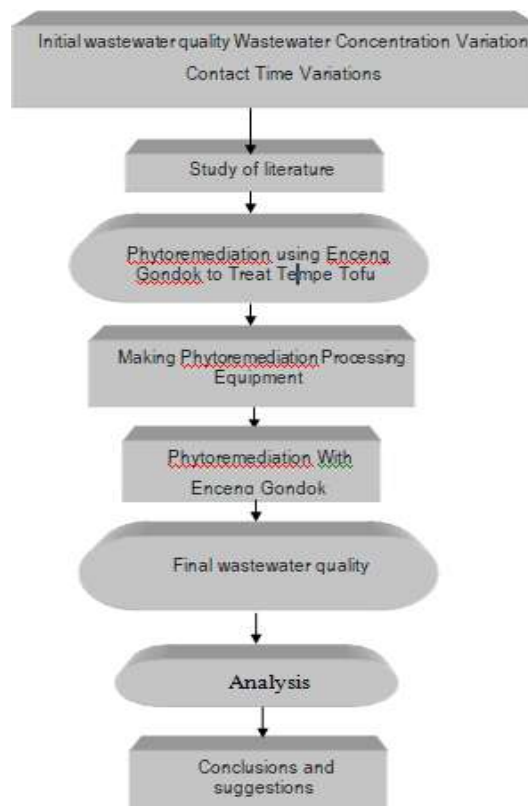 Initial wastewater quality Wastewater Concentration Variation
Contact Time Variations
Study of literature
Phytoremediation using Enceng
Gondok to Treat Tempe Tofu
Making Phytoremediation Processing
Equipment
Phytoremediation With
Enceng Gondok
Final wastewater quality
Analysis
Conclusions and
suggestions